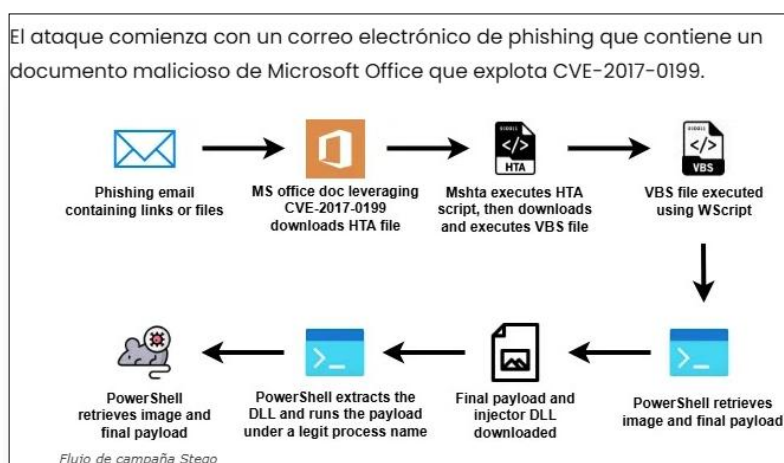 El ataque comienza con un correo electrónico de phishing que contiene un
documento malicioso de Microsoft Office que explota CVE-2017-0199.
Phishing email
containing links or files
MS office doc leveraging
CVE-2017-0199
downloads HTA file
</>
HTA
Mshta executes HTA
script, then downloads
and executes VBS file
</>
VBS
VBS file executed
using WScript
PowerShell
retrieves image and
final payload
PowerShell extracts the
DLL and runs the payload
under a legit process name
Final payload and
injector DLL
downloaded
PowerShell retrieves
image and final payload
Flujo de campaña Stego